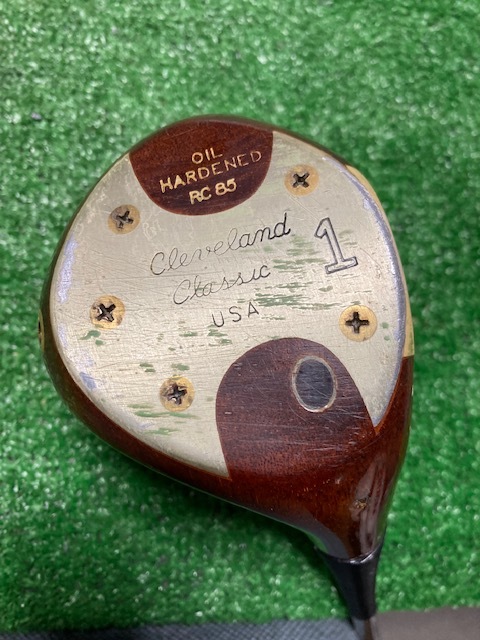 OIL
HARDENED
RC 85
Cleveland
Classic
USA
1